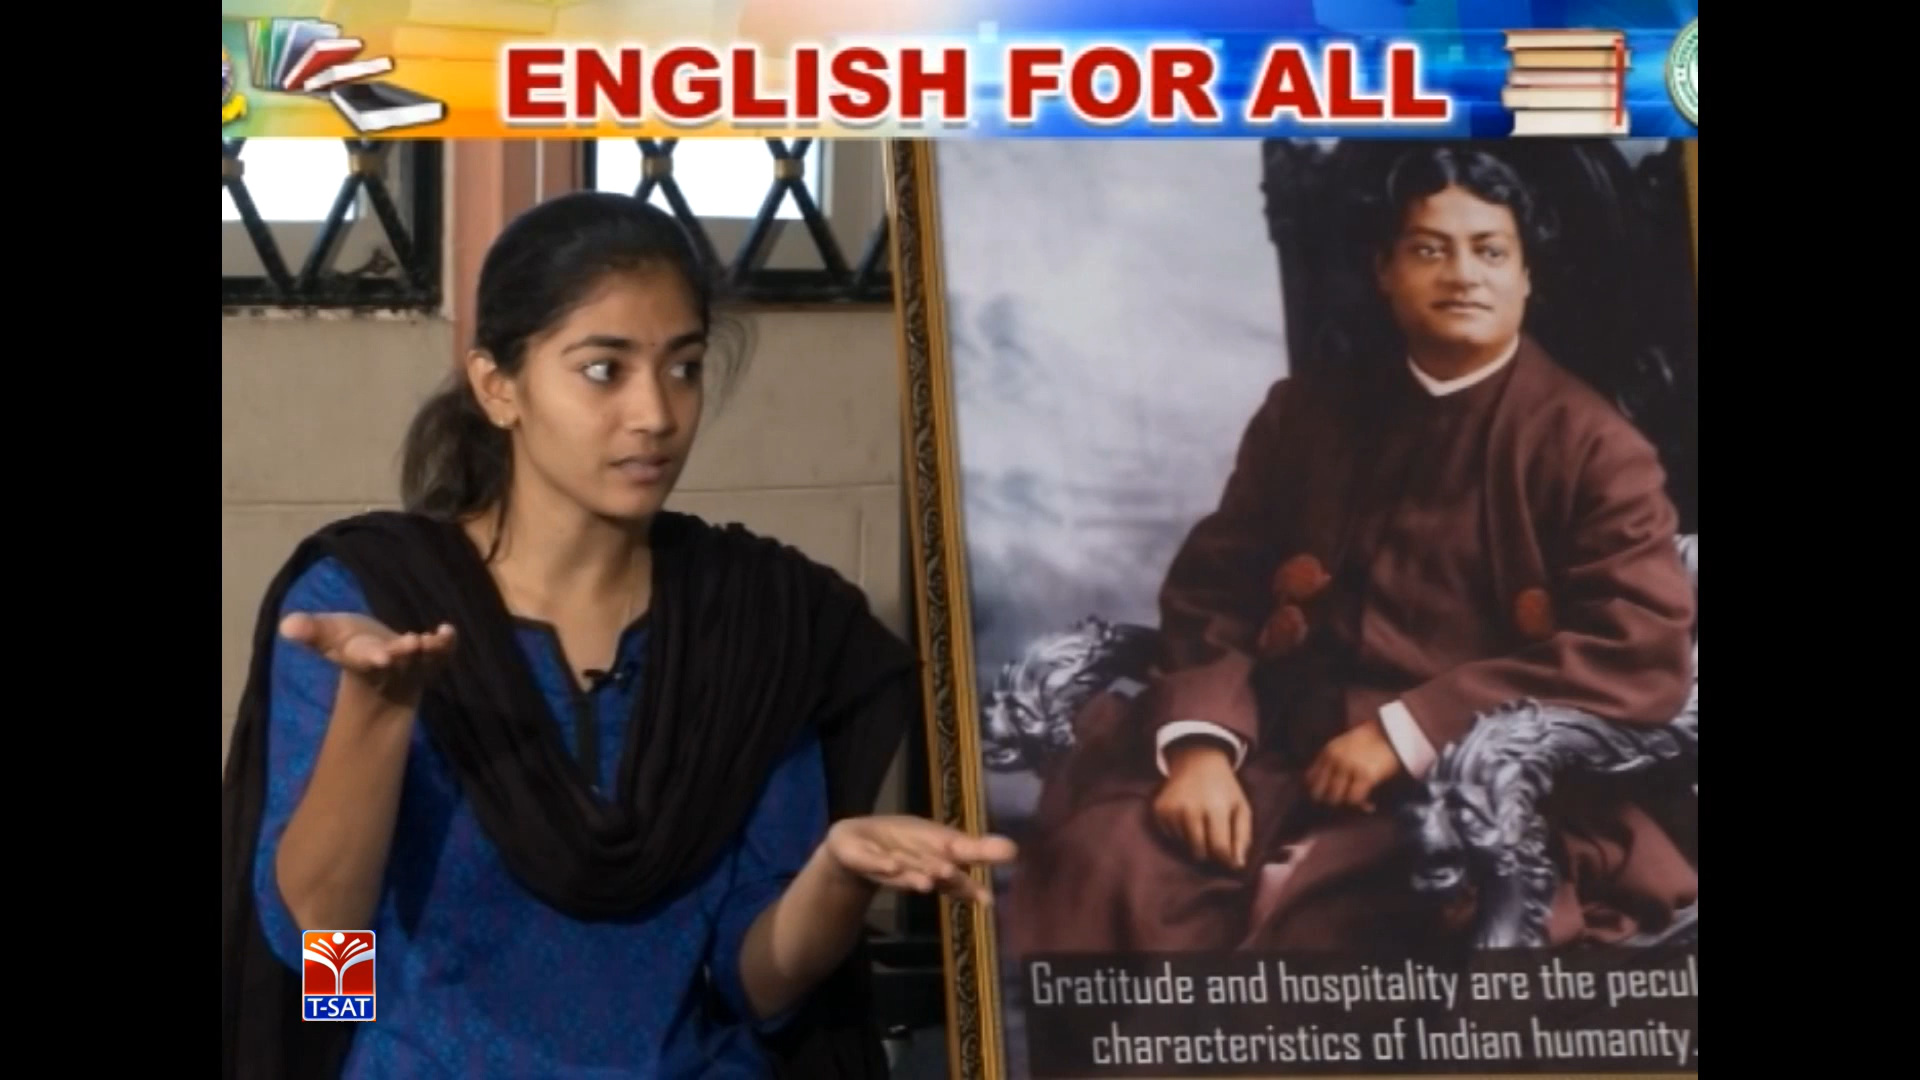 ENGLISH FOR ALL
Gratitude and hospitality are the pecul
characteristics of Indian humanity.
T-SAT